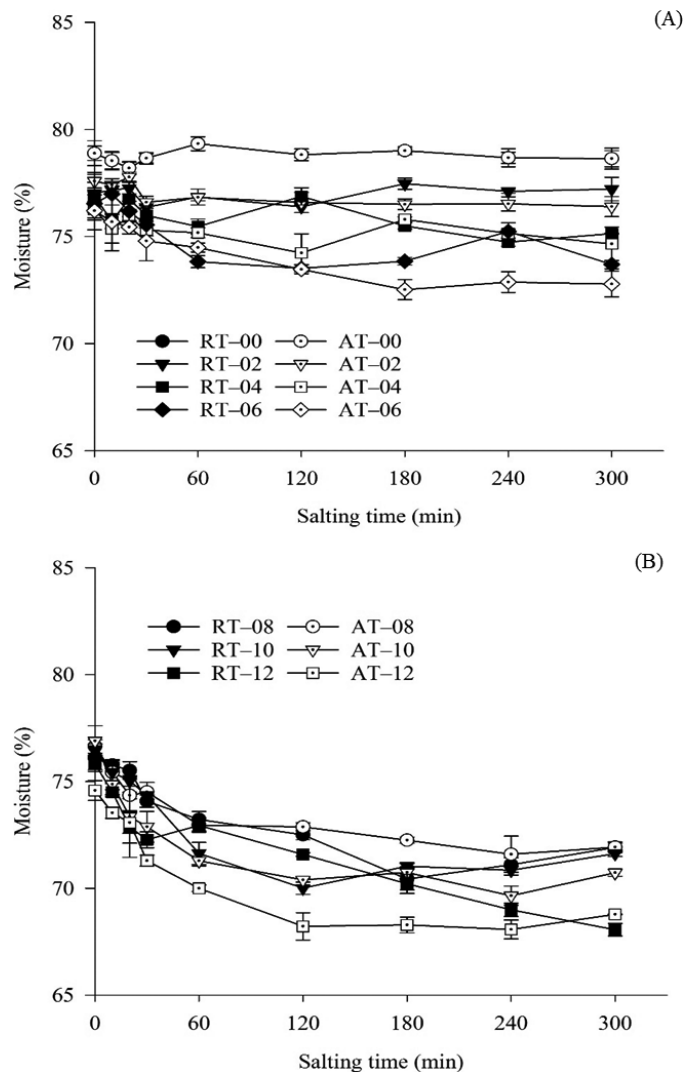 (A)
85
80
75
70
65
Moisture (%)
RT–00 AT–00
RT–02 AT–02
RT–04 AT–04
RT–06 AT–06
0 60 120 180 240 300
Salting time (min)
(B)
85
80
75
70
65
Moisture (%)
RT–08 AT–08
RT–10 AT–10
RT–12 AT–12
0 60 120 180 240 300
Salting time (min)